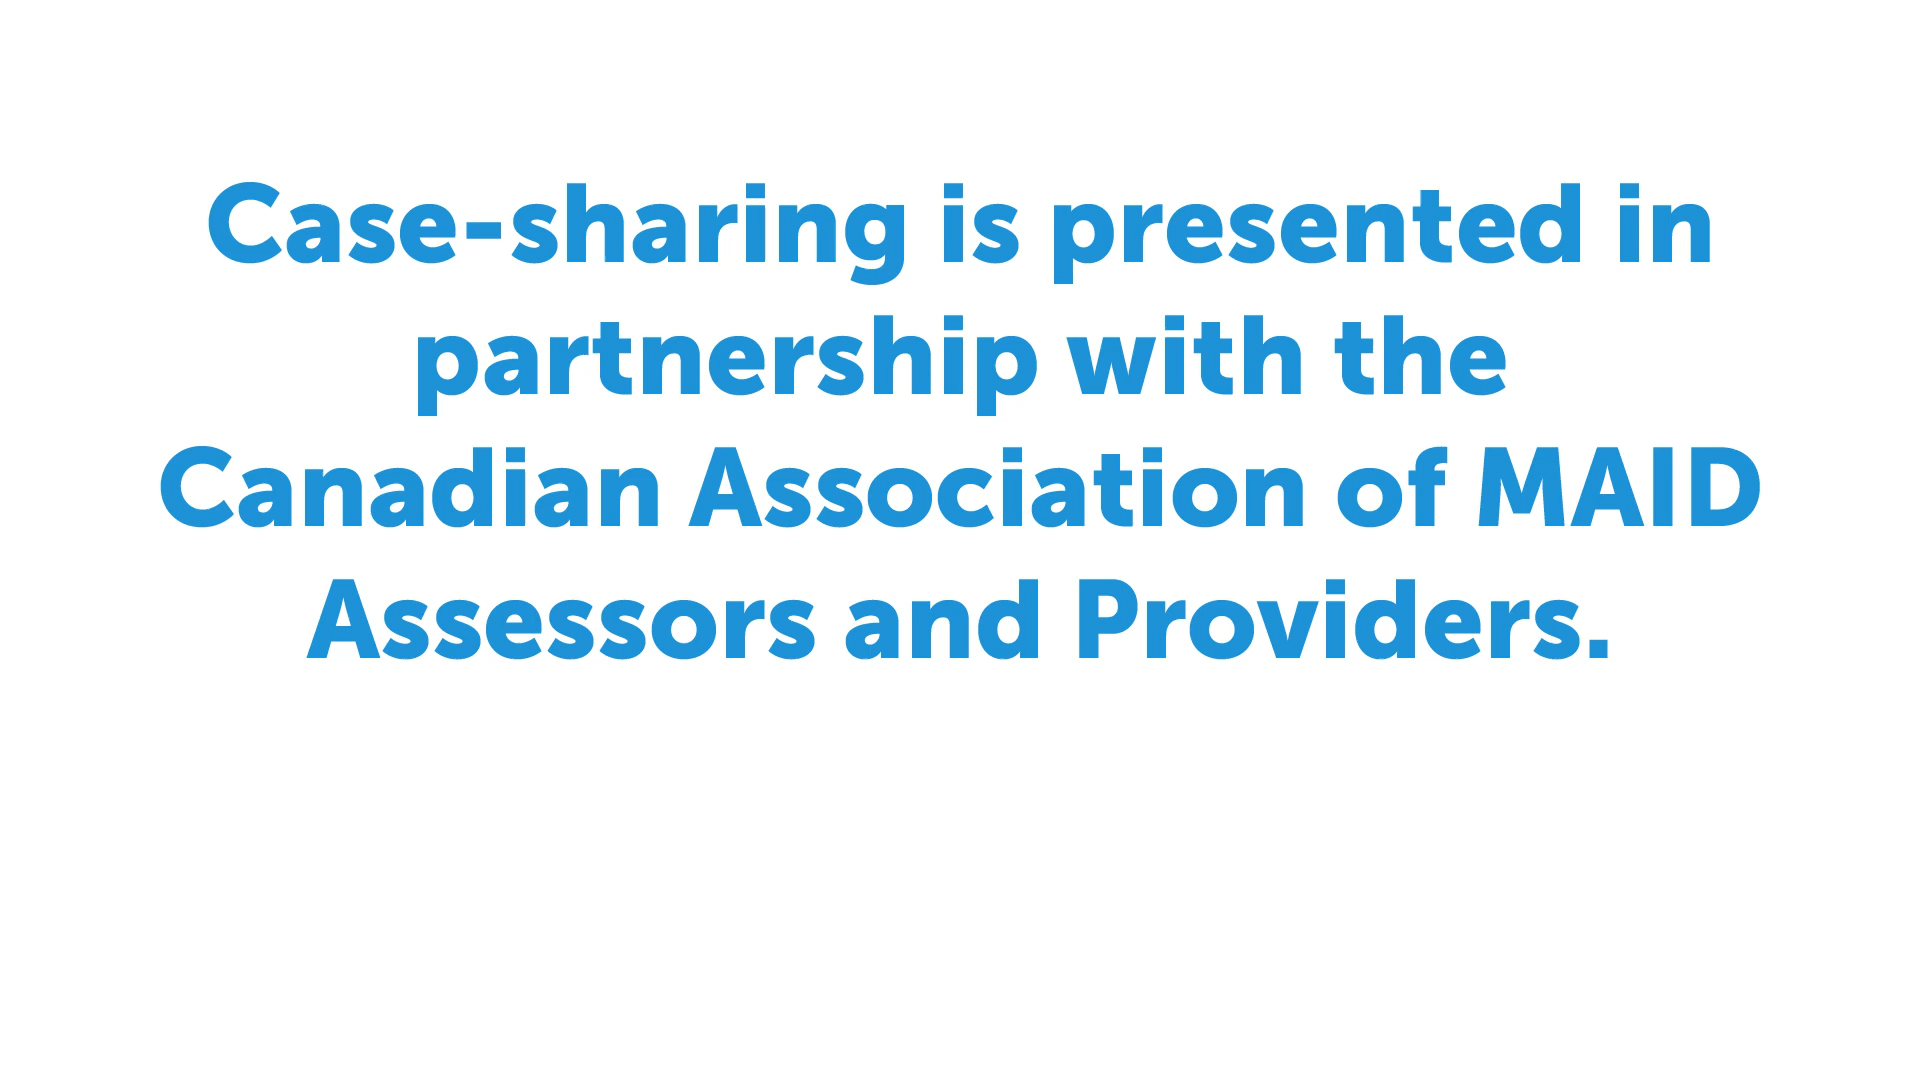 Case-sharing is presented in
partnership with the
Canadian Association of MAID
Assessors and Providers.